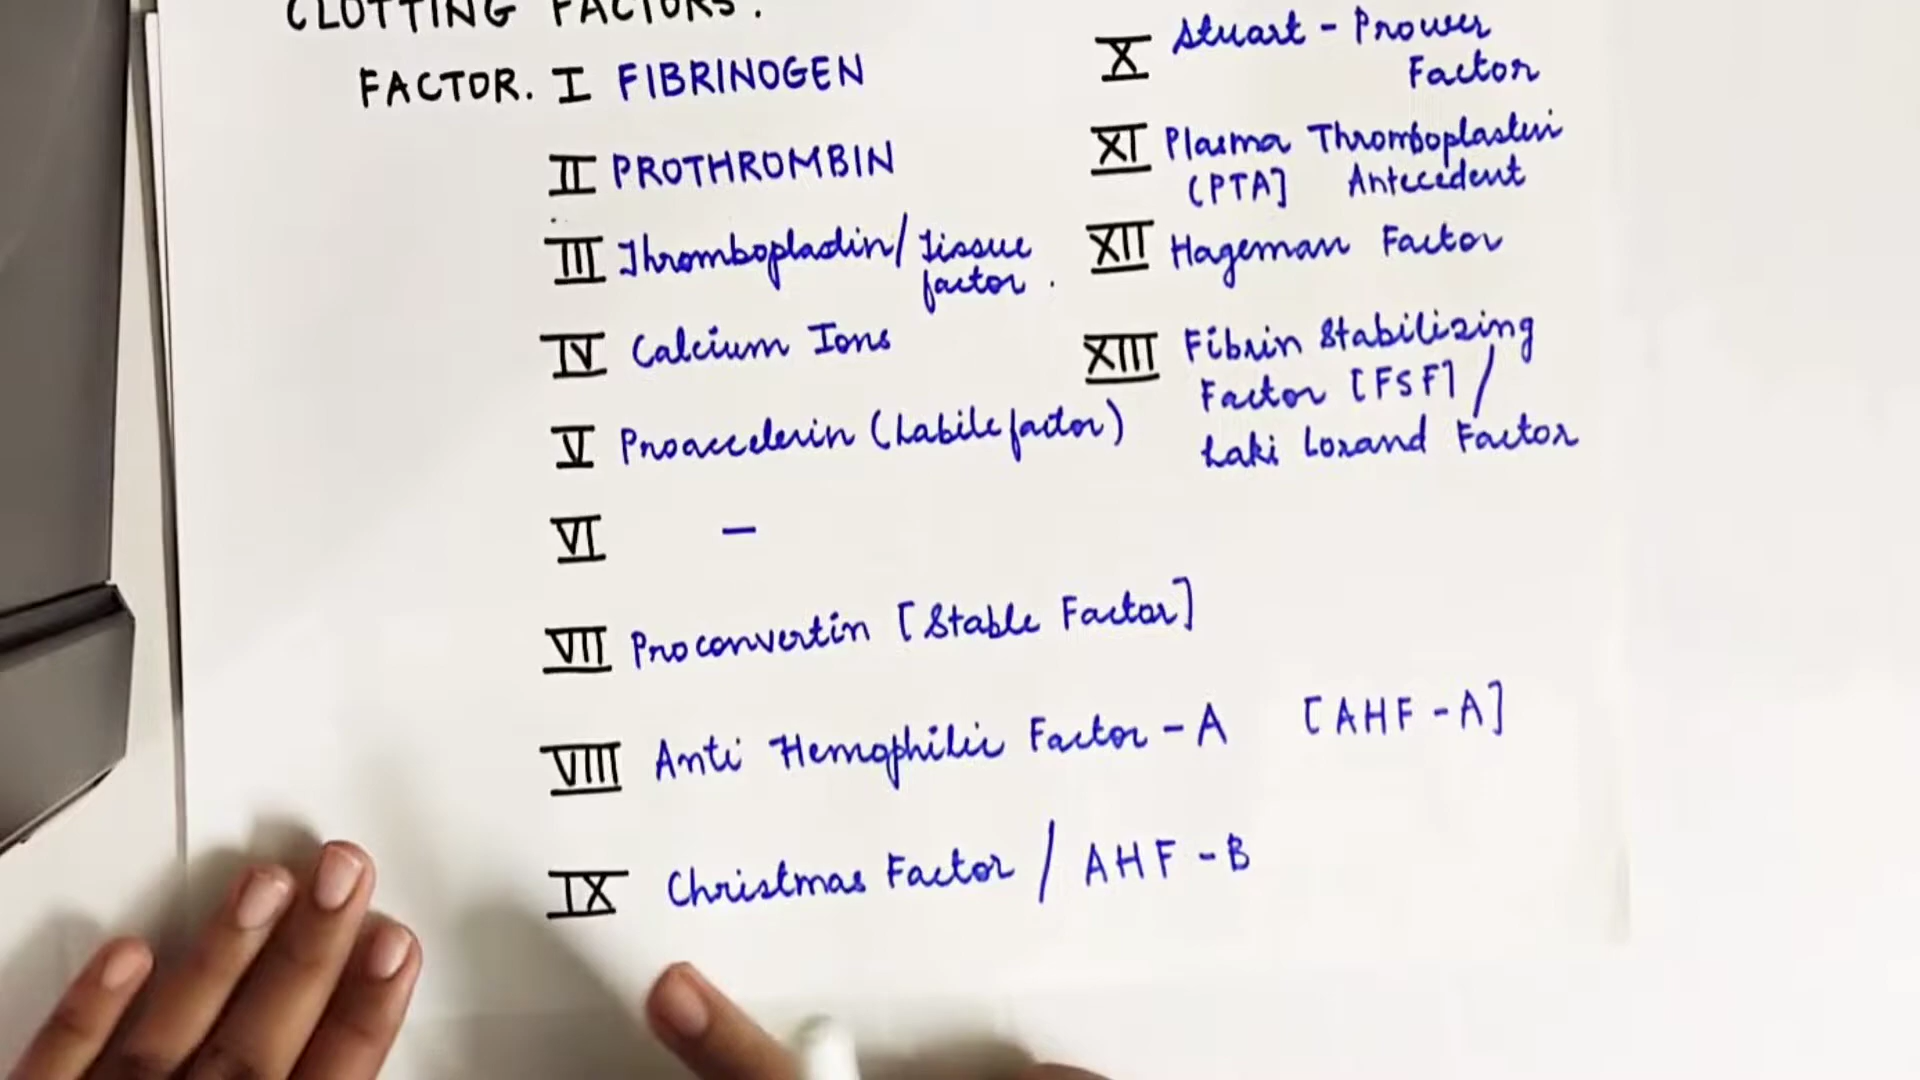 CLOTTING FACTORS.
FACTOR. I FIBRINOGEN
II PROTHROMBIN
III Thromboplastin/Tissue
factor.
IV Calcium Ions
V Proaccelerin (Labile factor)
VI -
VII Proconvertin [Stable Factor]
VIII Anti Hemophilic Factor - A [AHF - A]
IX Christmas Factor / AHF - B
X Stuart - Prower
Factor
XI Plasma Thromboplastin
[PTA] Antecedent
XII Hageman Factor
XIII Fibrin Stabilizing
Factor [FSF] /
Laki Lorand Factor